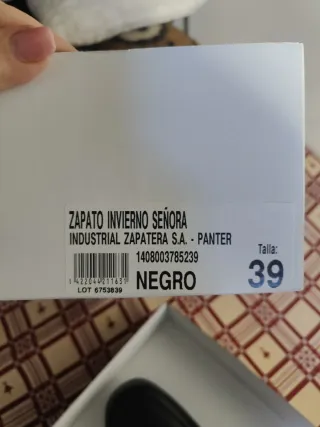 ZAPATO INVIERNO SEÑORA
INDUSTRIAL ZAPATERA S.A. - PANTER
1408003785239
Talla:
LOT 6753839
NEGRO
39